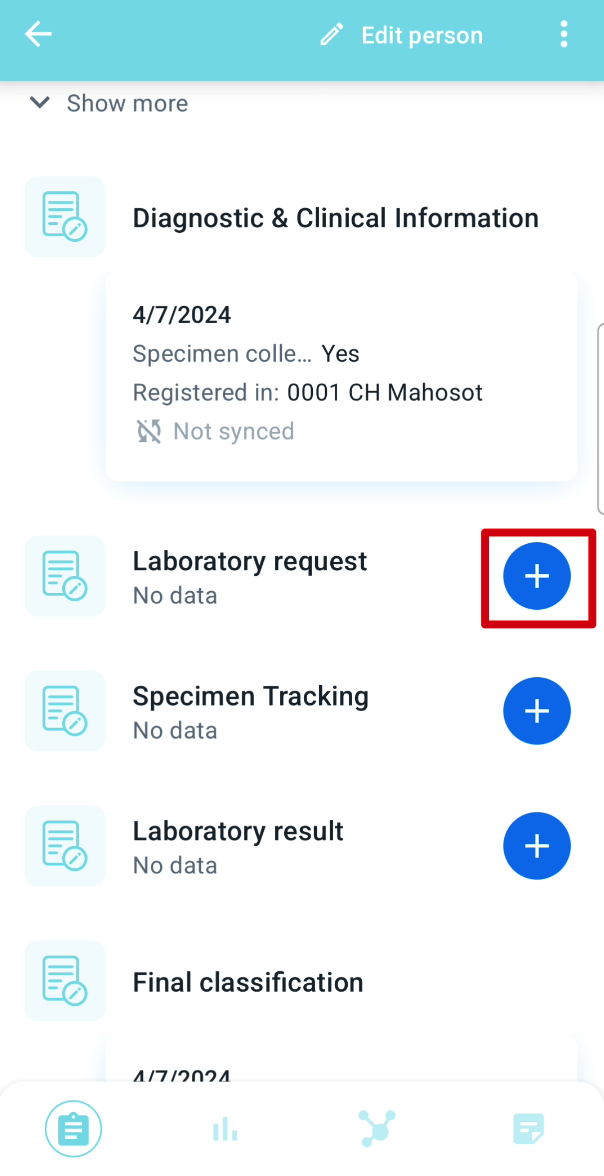 Edit person
Show more
Diagnostic & Clinical Information
4/7/2024
Specimen colle... Yes
Registered in: 0001 CH Mahosot
Not synced
Laboratory request
No data
Specimen Tracking
No data
Laboratory result
No data
Final classification
4/7/2024